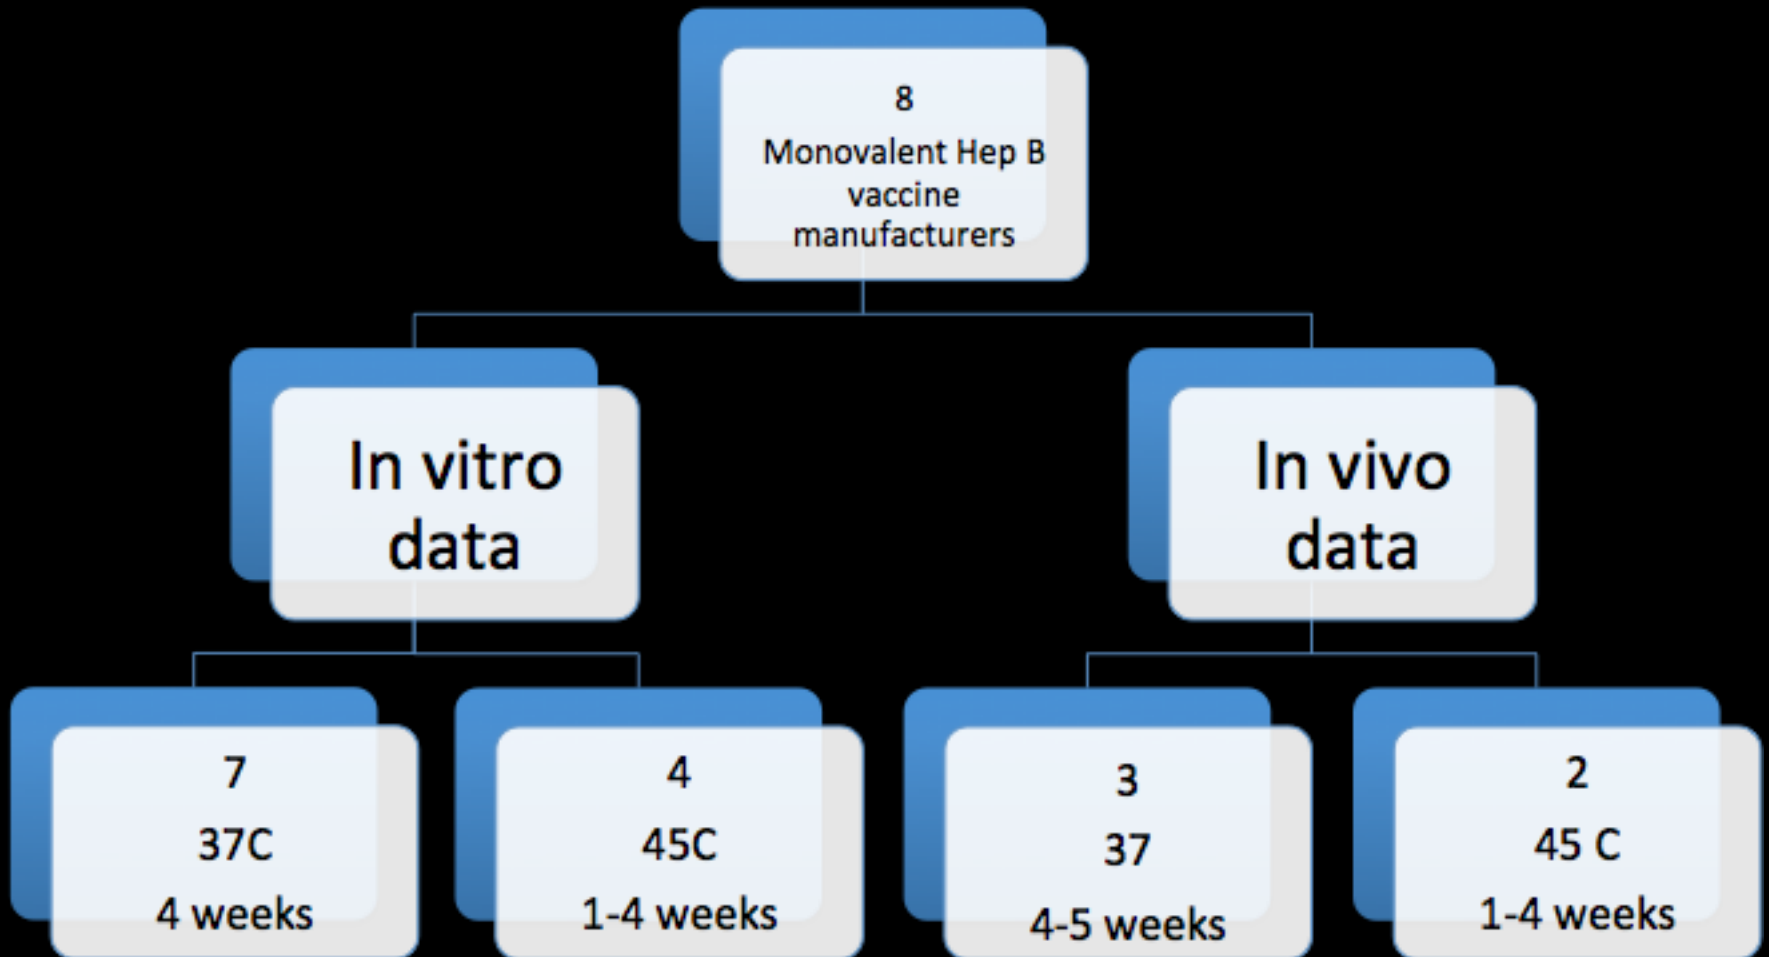 8
Monovalent Hep B
vaccine
manufacturers
In vitro
data
In vivo
data
7
37C
4 weeks
4
45C
1-4 weeks
3
37
4-5 weeks
2
45 C
1-4 weeks